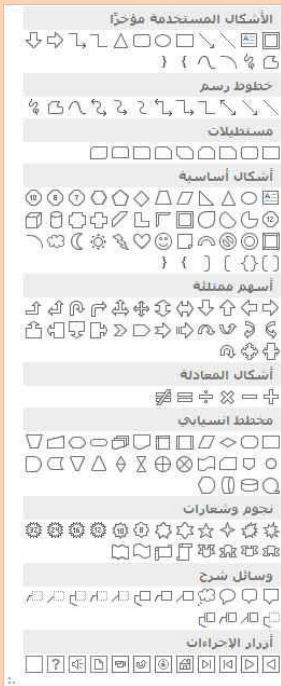 الأشكال المستخدمة مؤخرًا
خطوط رسم
مستطيلات
أشكال أساسية
أسهم ممتلئة
أشكال المعادلة
مخطط انسيابي
نجوم وشعارات
وسائل شرح
أزرار الإجراءات